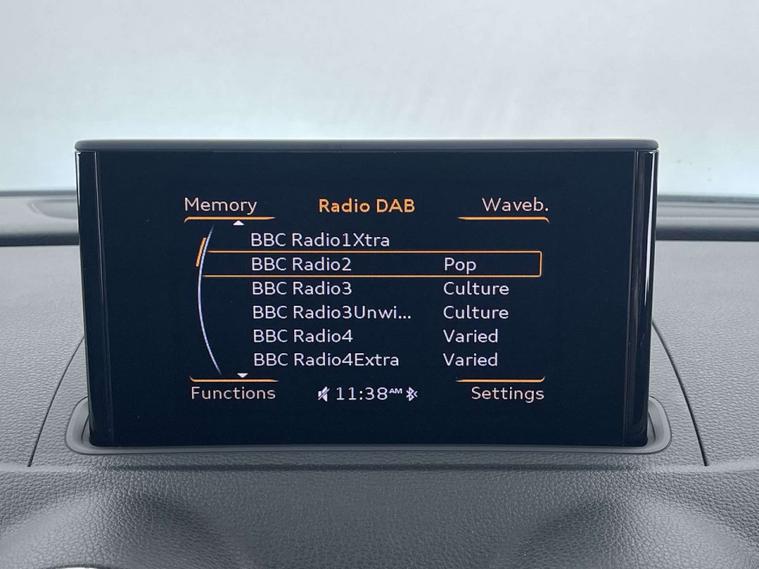 Memory Radio DAB Waveb.
BBC Radio1Xtra
BBC Radio2 Pop
BBC Radio3 Culture
BBC Radio3Unwi... Culture
BBC Radio4 Varied
BBC Radio4Extra Varied
Functions 11:38AM Settings